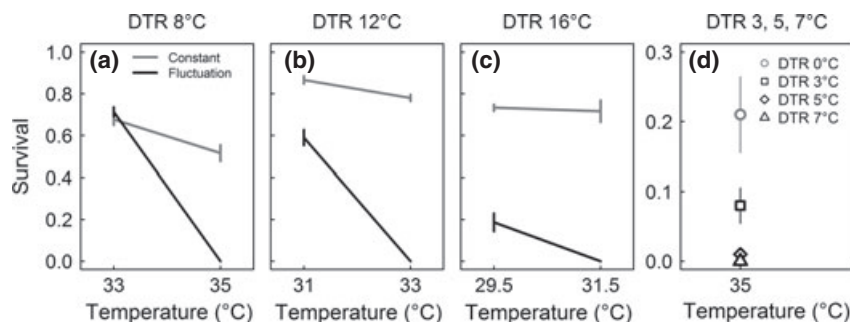 DTR 8°C DTR 12°C DTR 16°C DTR 3, 5, 7°C
1.0 (a) Constant (b) (c) 0.3 (d) DTR 0°C
Fluctuation DTR 3°C
0.8 DTR 5°C
DTR 7°C
0.2
0.6
Survival
0.4
0.1
0.2
0.0 0.0
33 35 31 33 29.5 31.5 35
Temperature (°C) Temperature (°C) Temperature (°C) Temperature (°C)